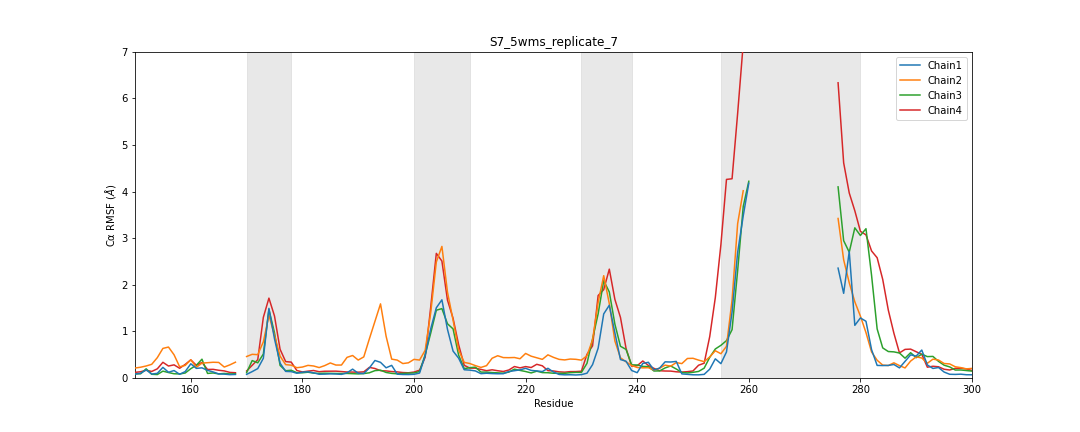 S7_5wms_replicate_7
Cα RMSF (Å)
7
6
5
4
3
2
1
0
Chain1
Chain2
Chain3
Chain4
160
180
200
220
240
260
280
300
Residue